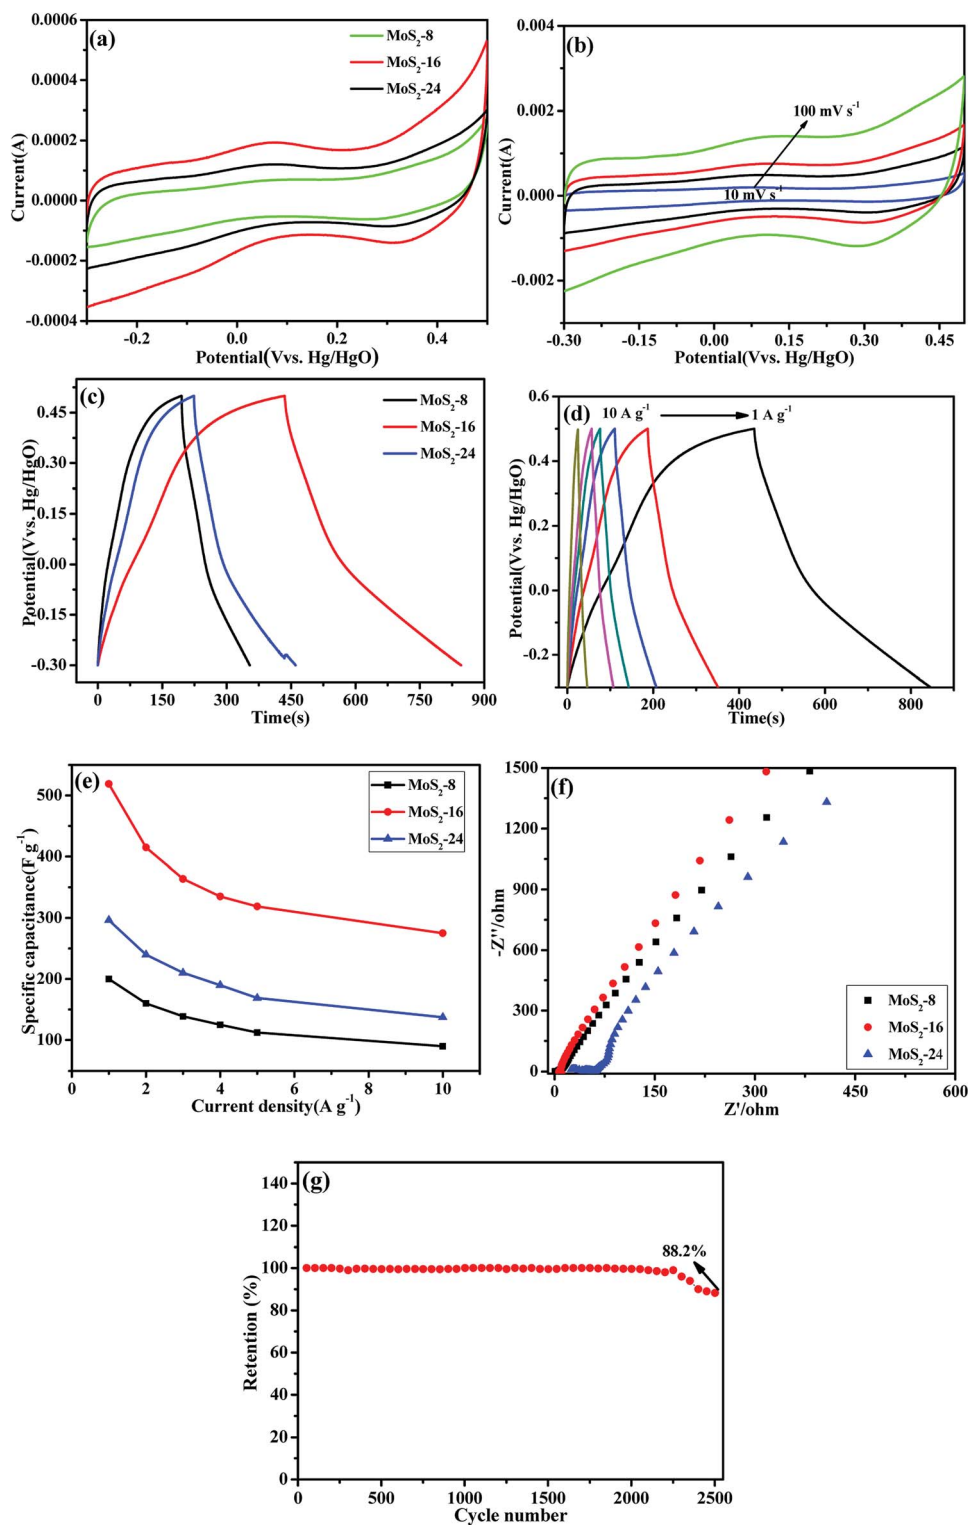 (a)
MoS2-8
MoS2-16
MoS2-24
0.0006
0.0004
0.0002
0.0000
-0.0002
-0.0004
Current(A)
-0.2 0.0 0.2 0.4
Potential(Vvs. Hg/HgO)
(b)
100 mV s-1
10 mV s-1
0.004
0.002
0.000
-0.002
Current(A)
-0.30 -0.15 0.00 0.15 0.30 0.45
Potential(Vvs. Hg/HgO)
(c)
MoS2-8
MoS2-16
MoS2-24
0.45
0.30
0.15
0.00
-0.15
-0.30
Potential(Vvs. Hg/HgO)
0 150 300 450 600 750 900
Time(s)
(d)
10 A g-1 1 A g-1
0.6
0.4
0.2
0.0
-0.2
Potential(Vvs. Hg/HgO)
0 200 400 600 800
Time(s)
(e)
MoS2-8
MoS2-16
MoS2-24
500
400
300
200
100
Specific capacitance(F g-1)
0 2 4 6 8 10
Current density(A g-1)
(f)
1500
1200
900
600
300
0
-Z''/ohm
MoS2-8
MoS2-16
MoS2-24
0 150 300 450 600
Z'/ohm
(g)
88.2%
140
120
100
80
60
40
20
0
Retention (%)
0 500 1000 1500 2000 2500
Cycle number